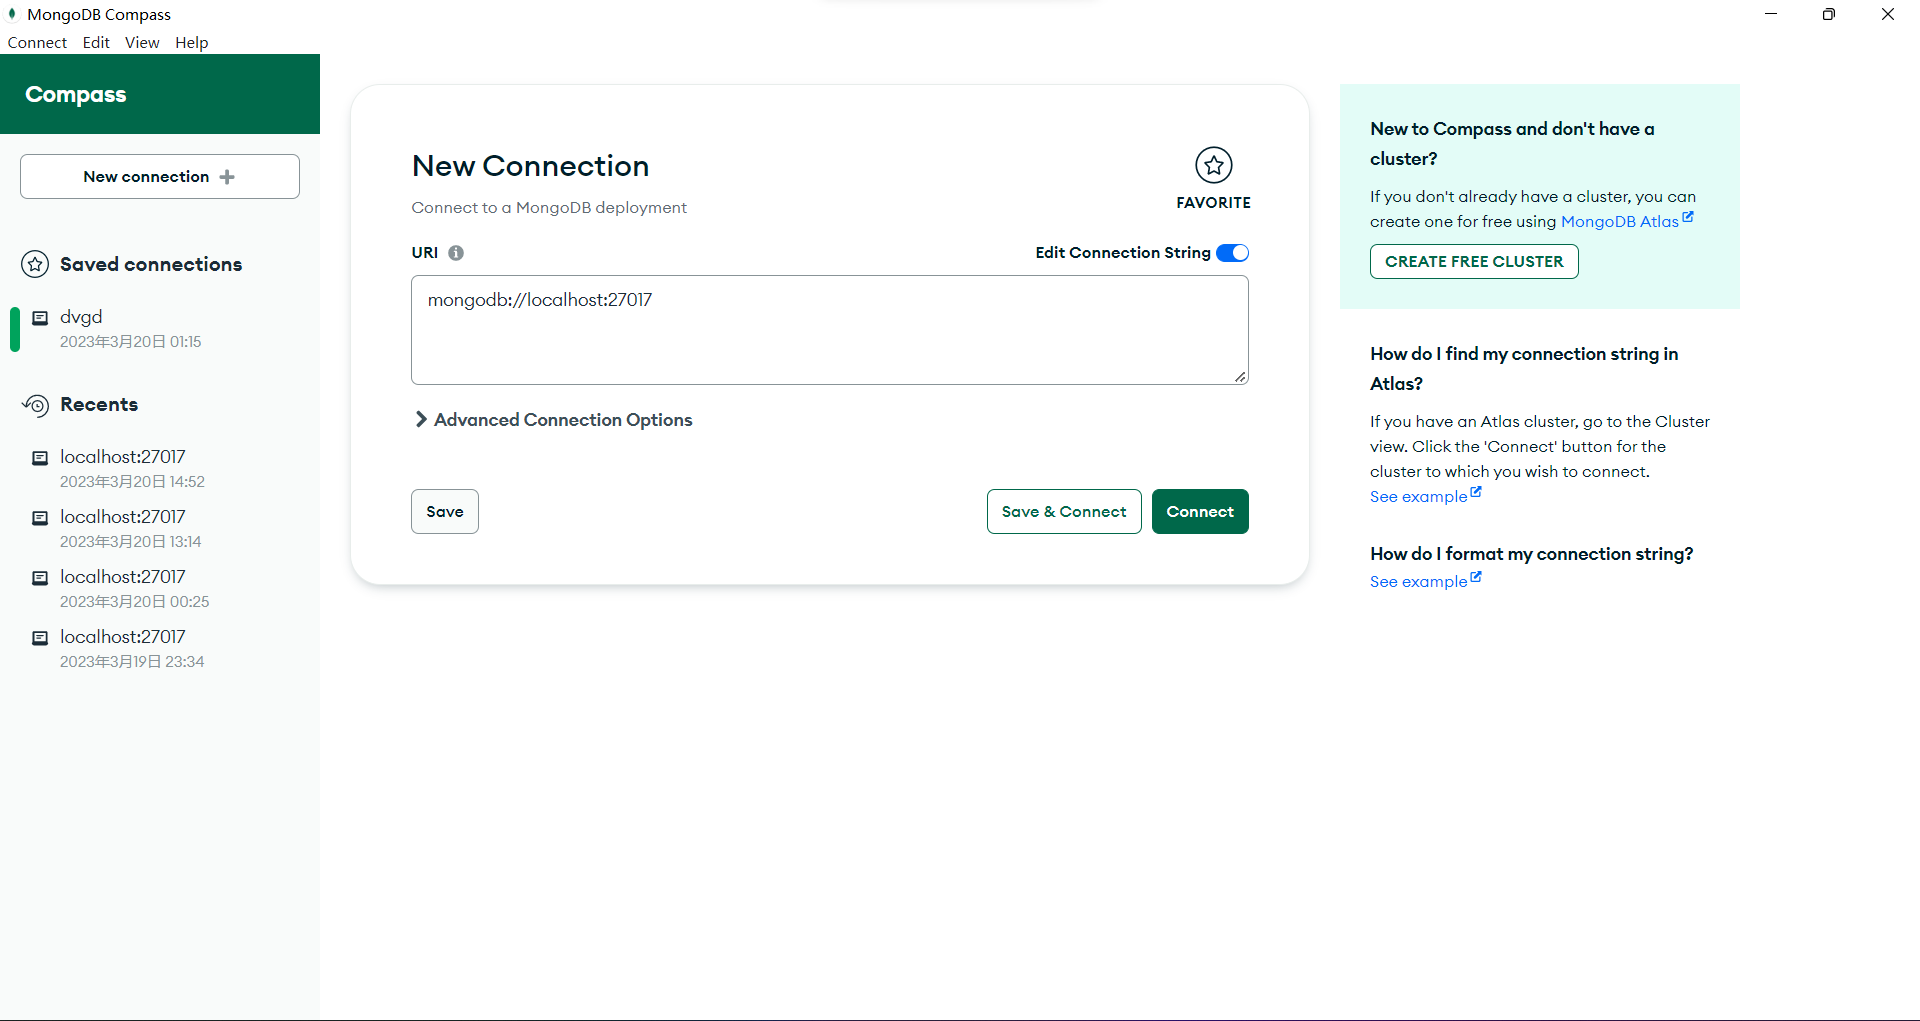 MongoDB Compass
Connect Edit View Help
Compass
New connection
Saved connections
dvgd
2023年3月20日 01:15
Recents
localhost:27017
2023年3月20日 14:52
localhost:27017
2023年3月20日 13:14
localhost:27017
2023年3月20日 00:25
localhost:27017
2023年3月19日 23:34
New Connection
Connect to a MongoDB deployment
FAVORITE
URI
Edit Connection String
mongodb://localhost:27017
Advanced Connection Options
Save
Save & Connect
Connect
New to Compass and don't have a
cluster?
If you don't already have a cluster, you can
create one for free using MongoDB Atlas
CREATE FREE CLUSTER
How do I find my connection string in
Atlas?
If you have an Atlas cluster, go to the Cluster
view. Click the 'Connect' button for the
cluster to which you wish to connect.
See example
How do I format my connection string?
See example